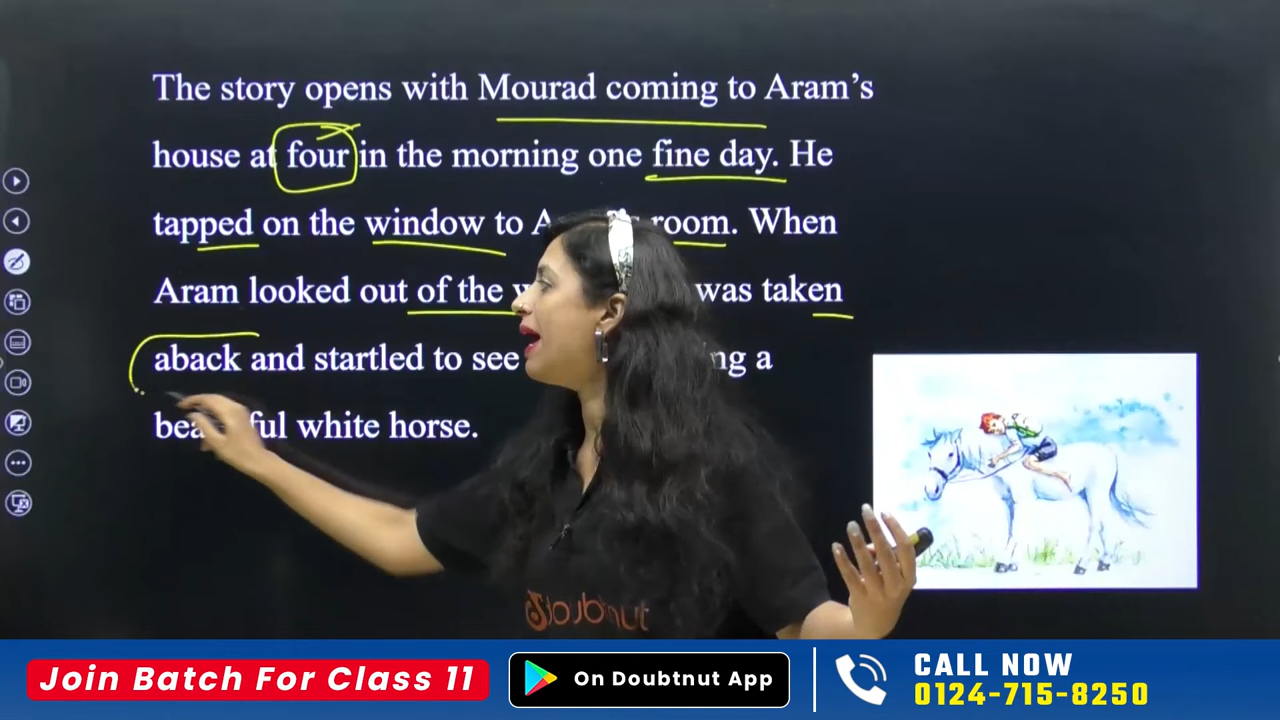 The story opens with Mourad coming to Aram's
house at four in the morning one fine day. He
tapped on the window to room. When
Aram looked out of the was taken
aback and startled to see a
beautiful white horse.
doubtnut
Join Batch For Class 11
On Doubtnut App
CALL NOW
0124-715-8250